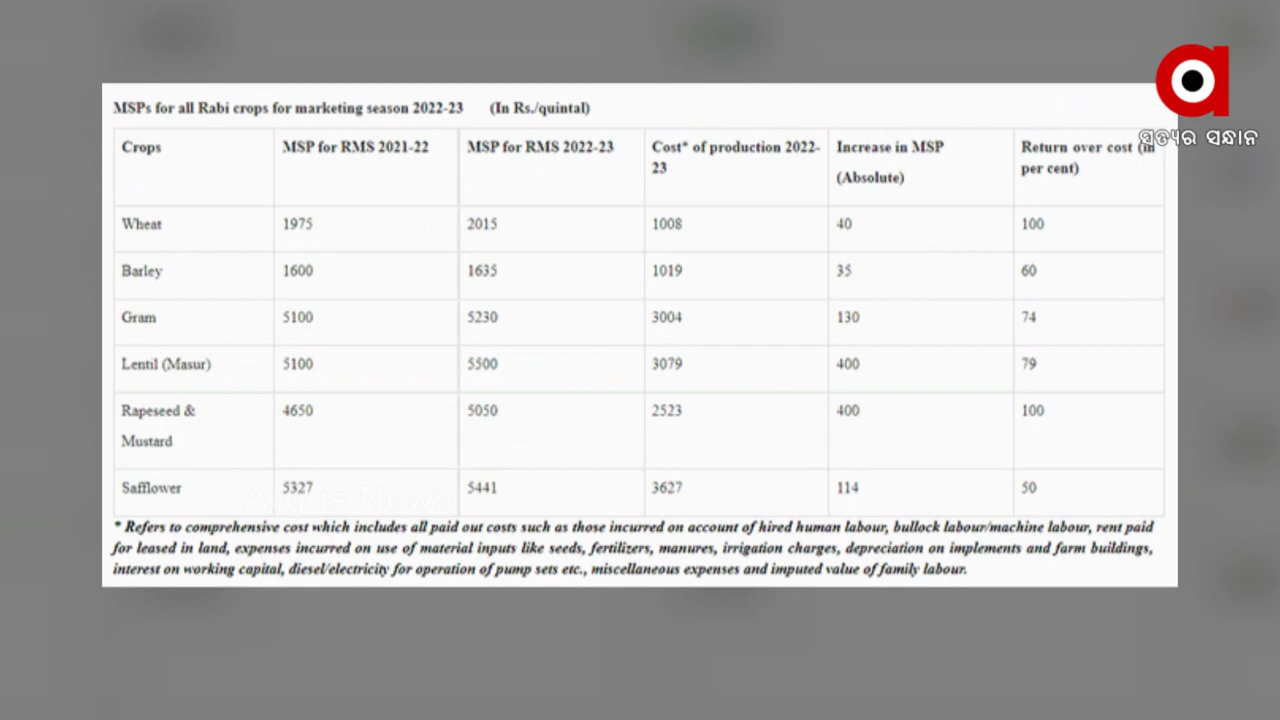 ସତ୍ୟର ସନ୍ଧାନ
MSPs for all Rabi crops for marketing season 2022-23 (In Rs./quintal)
Crops MSP for RMS 2021-22 MSP for RMS 2022-23 Cost* of production 2022- Increase in MSP Return over cost (in
23 (Absolute) per cent)
Wheat 1975 2015 1008 40 100
Barley 1600 1635 1019 35 60
Gram 5100 5230 3004 130 74
Lentil (Masur) 5100 5500 3079 400 79
Rapeseed & 4650 5050 2523 400 100
Mustard
Safflower 5327 5441 3627 114 50
Argus News
* Refers to comprehensive cost which includes all paid out costs such as those incurred on account of hired human labour, bullock labour/machine labour, rent paid
for leased in land, expenses incurred on use of material inputs like seeds, fertilizers, manures, irrigation charges, depreciation on implements and farm buildings,
interest on working capital, diesel/electricity for operation of pump sets etc., miscellaneous expenses and imputed value of family labour.